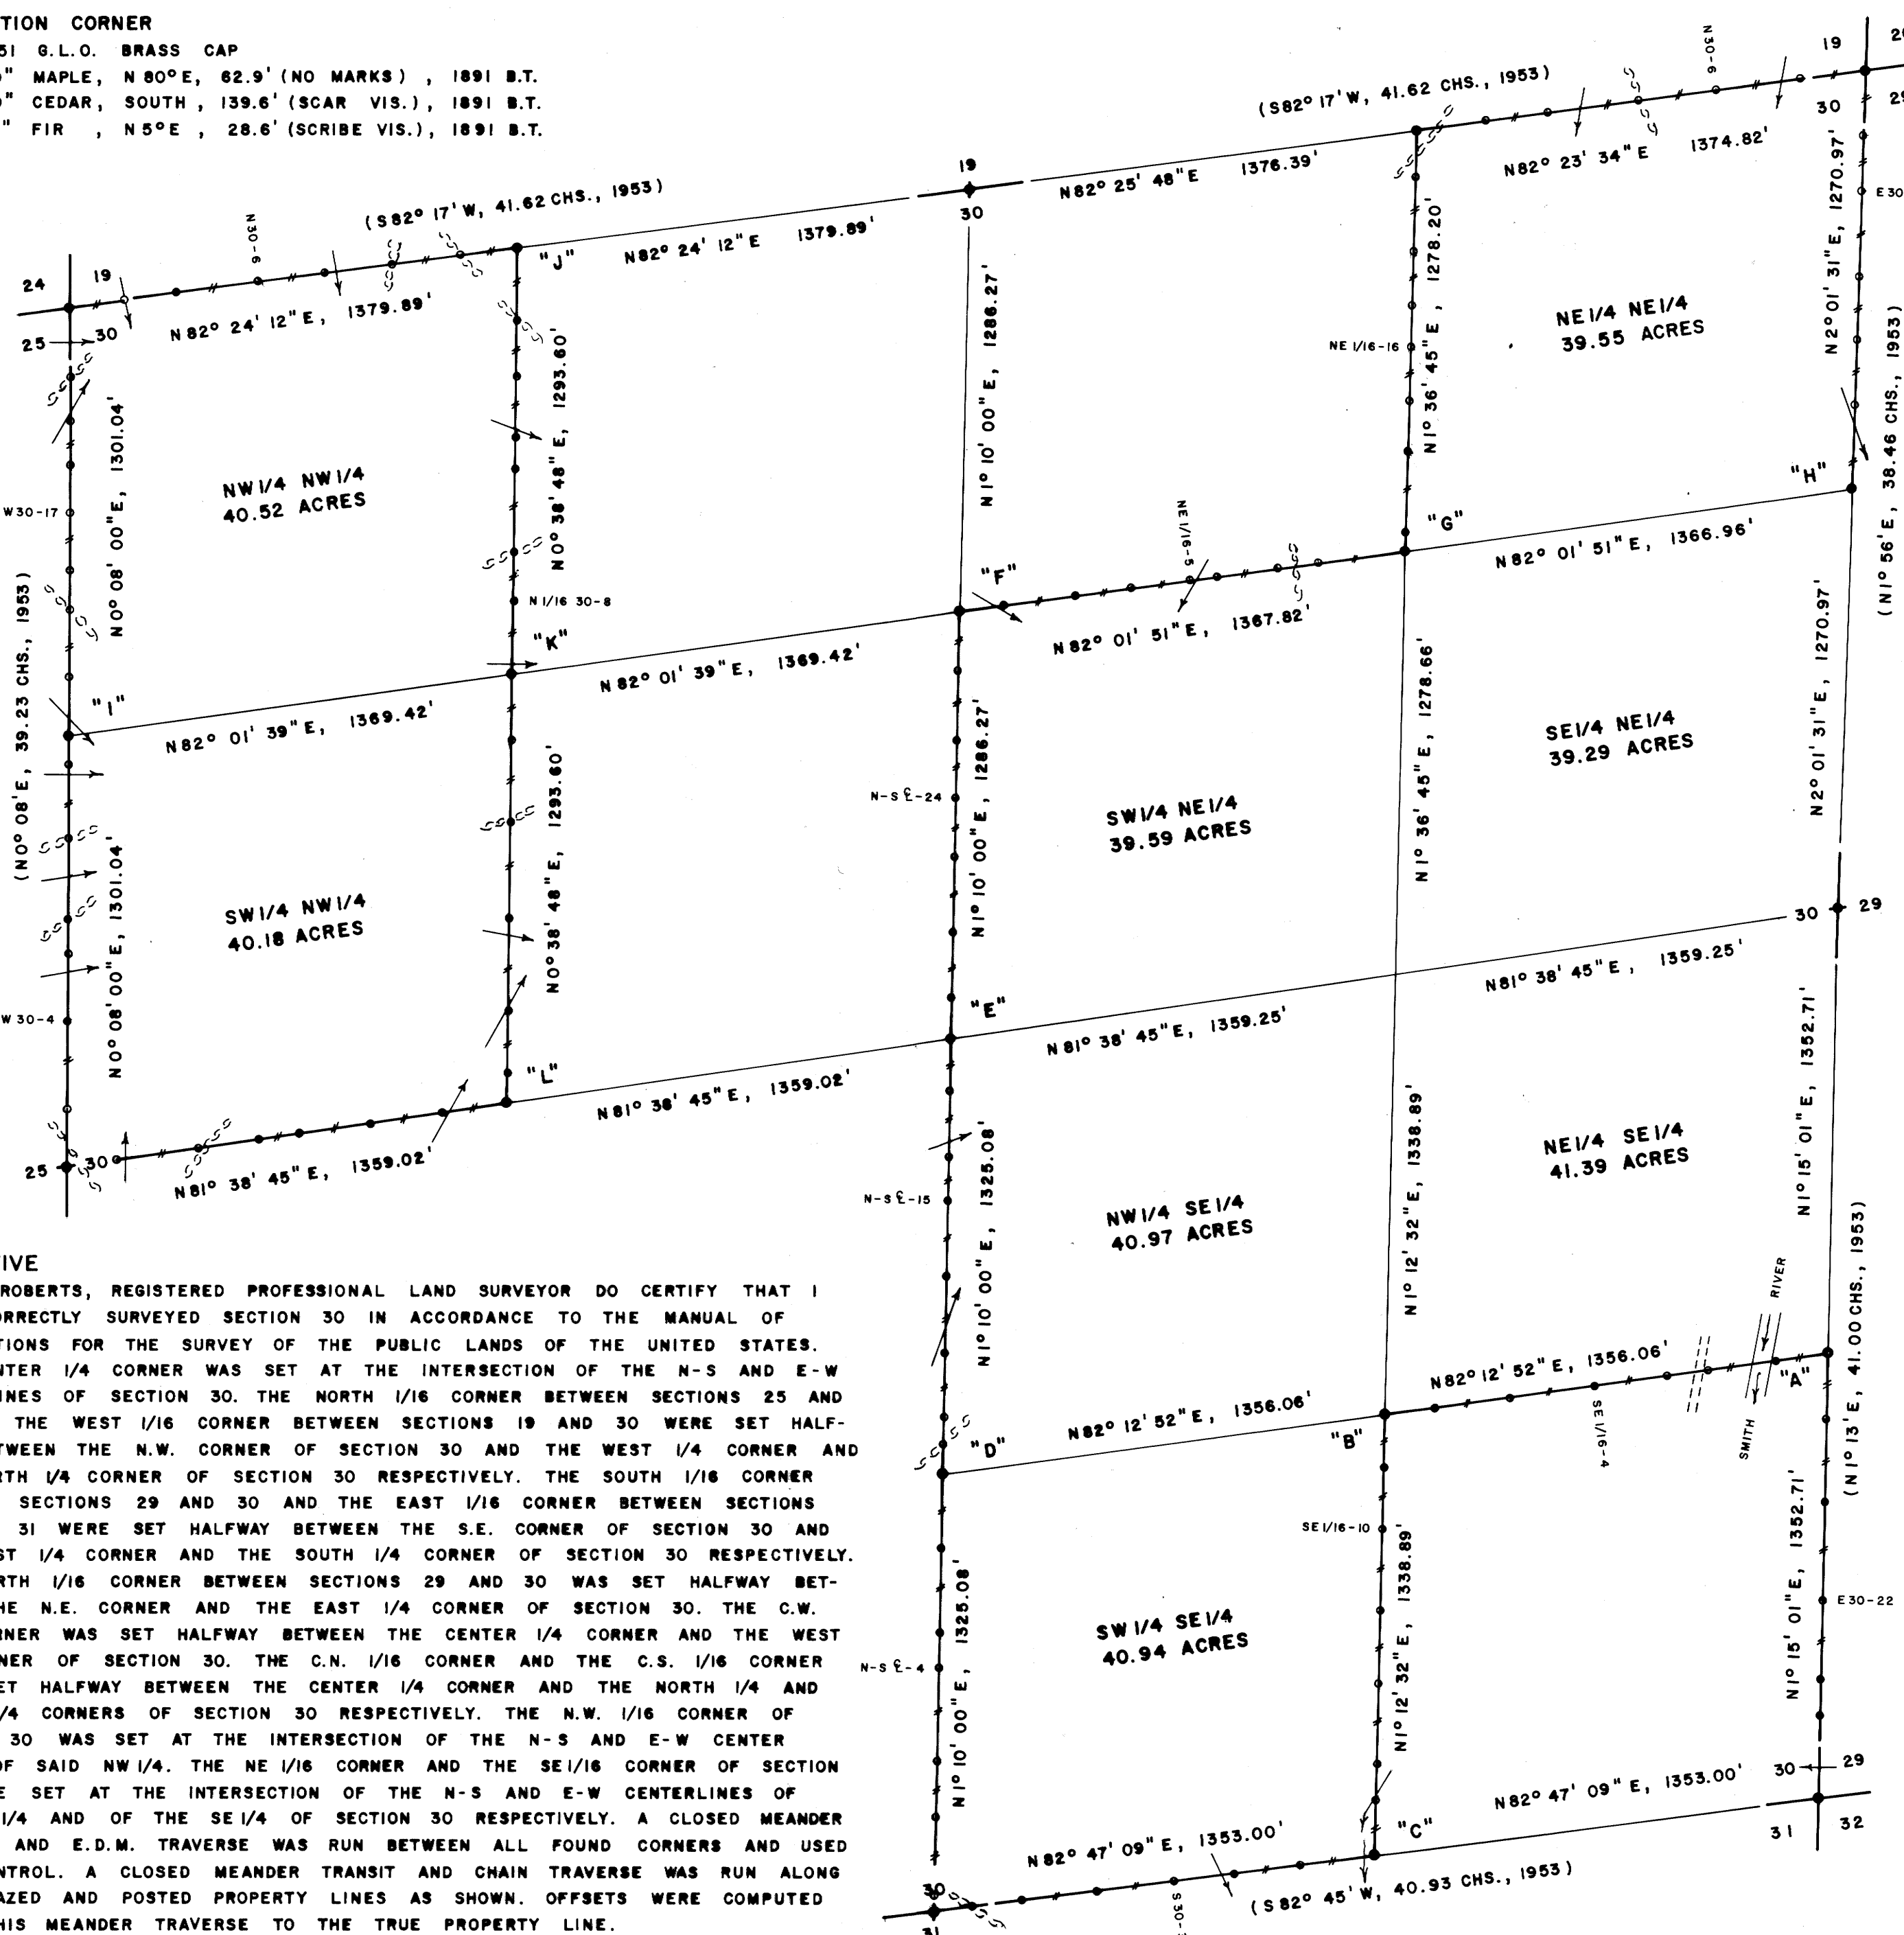 TION CORNER
51 G.L.O. BRASS CAP
" MAPLE, N 80° E, 62.9' (NO MARKS) , 1891 B.T.
" CEDAR, SOUTH , 139.6' (SCAR VIS.), 1891 B.T.
" FIR , N 5° E , 28.6' (SCRIBE VIS.), 1891 B.T.
(S 82° 17' W, 41.62 CHS., 1953)
N30-6
19
30
29
N 82° 23' 34" E 1374.82'
19
30
N 82° 25' 48" E 1376.39'
(S 82° 17' W, 41.62 CHS., 1953)
N30-6
"J"
N 82° 24' 12" E 1379.89'
24
19
25
30
N 82° 24' 12" E, 1379.89'
N 0° 08' 00" E, 1301.04'
NW 1/4 NW 1/4
40.52 ACRES
W 30-17
N 0° 38' 48" E, 1293.60'
N 1/16 30-8
"K"
N 1° 10' 00" E, 1286.27'
NE 1/16-16
N 1° 36' 45" E, 1278.20'
NE 1/4 NE 1/4
39.55 ACRES
N 2° 01' 31" E, 1270.97'
E 30
(N 1° 56' E, 38.46 CHS., 1953)
"H"
"G"
N 82° 01' 51" E, 1366.96'
NE 1/16-5
"F"
N 82° 01' 51" E, 1367.82'
N 82° 01' 39" E, 1369.42'
"I"
N 82° 01' 39" E, 1369.42'
(N 0° 08' E, 39.23 CHS., 1953)
N 0° 08' 00" E, 1301.04'
SW 1/4 NW 1/4
40.18 ACRES
W 30-4
N 0° 38' 48" E, 1293.60'
N-S ℄-24
N 1° 10' 00" E, 1286.27'
SW 1/4 NE 1/4
39.59 ACRES
N 1° 36' 45" E, 1278.66'
SE 1/4 NE 1/4
39.29 ACRES
N 2° 01' 31" E, 1270.97'
30
29
N 81° 38' 45" E, 1359.25'
"E"
N 81° 38' 45" E, 1359.25'
"L"
N 81° 38' 45" E, 1359.02'
25
30
N 81° 38' 45" E, 1359.02'
N-S ℄-15
N 1° 10' 00" E, 1325.08'
NW 1/4 SE 1/4
40.97 ACRES
N 1° 12' 32" E, 1338.89'
NE 1/4 SE 1/4
41.39 ACRES
N 1° 15' 01" E, 1352.71'
(N 1° 13' E, 41.00 CHS., 1953)
RIVER
SMITH
"A"
N 82° 12' 52" E, 1356.06'
SE 1/16-4
"B"
N 82° 12' 52" E, 1356.06'
"D"
SE 1/16-10
N-S ℄-4
N 1° 10' 00" E, 1325.08'
SW 1/4 SE 1/4
40.94 ACRES
N 1° 12' 32" E, 1338.89'
N 1° 15' 01" E, 1352.71'
E 30-22
30
29
31
32
N 82° 47' 09" E, 1353.00'
"C"
N 82° 47' 09" E, 1353.00'
(S 82° 45' W, 40.93 CHS., 1953)
30
31
S 30-
IVE
ROBERTS, REGISTERED PROFESSIONAL LAND SURVEYOR DO CERTIFY THAT I
ORRECTLY SURVEYED SECTION 30 IN ACCORDANCE TO THE MANUAL OF
TIONS FOR THE SURVEY OF THE PUBLIC LANDS OF THE UNITED STATES.
NTER 1/4 CORNER WAS SET AT THE INTERSECTION OF THE N-S AND E-W
INES OF SECTION 30. THE NORTH 1/16 CORNER BETWEEN SECTIONS 25 AND
THE WEST 1/16 CORNER BETWEEN SECTIONS 19 AND 30 WERE SET HALF-
TWEEN THE N.W. CORNER OF SECTION 30 AND THE WEST 1/4 CORNER AND
RTH 1/4 CORNER OF SECTION 30 RESPECTIVELY. THE SOUTH 1/16 CORNER
SECTIONS 29 AND 30 AND THE EAST 1/16 CORNER BETWEEN SECTIONS
31 WERE SET HALFWAY BETWEEN THE S.E. CORNER OF SECTION 30 AND
ST 1/4 CORNER AND THE SOUTH 1/4 CORNER OF SECTION 30 RESPECTIVELY.
RTH 1/16 CORNER BETWEEN SECTIONS 29 AND 30 WAS SET HALFWAY BET-
HE N.E. CORNER AND THE EAST 1/4 CORNER OF SECTION 30. THE C.W.
RNER WAS SET HALFWAY BETWEEN THE CENTER 1/4 CORNER AND THE WEST
NER OF SECTION 30. THE C.N. 1/16 CORNER AND THE C.S. 1/16 CORNER
ET HALFWAY BETWEEN THE CENTER 1/4 CORNER AND THE NORTH 1/4 AND
/4 CORNERS OF SECTION 30 RESPECTIVELY. THE N.W. 1/16 CORNER OF
30 WAS SET AT THE INTERSECTION OF THE N-S AND E-W CENTER
OF SAID NW 1/4. THE NE 1/16 CORNER AND THE SE 1/16 CORNER OF SECTION
E SET AT THE INTERSECTION OF THE N-S AND E-W CENTERLINES OF
1/4 AND OF THE SE 1/4 OF SECTION 30 RESPECTIVELY. A CLOSED MEANDER
AND E.D.M. TRAVERSE WAS RUN BETWEEN ALL FOUND CORNERS AND USED
NTROL. A CLOSED MEANDER TRANSIT AND CHAIN TRAVERSE WAS RUN ALONG
AZED AND POSTED PROPERTY LINES AS SHOWN. OFFSETS WERE COMPUTED
HIS MEANDER TRAVERSE TO THE TRUE PROPERTY LINE.